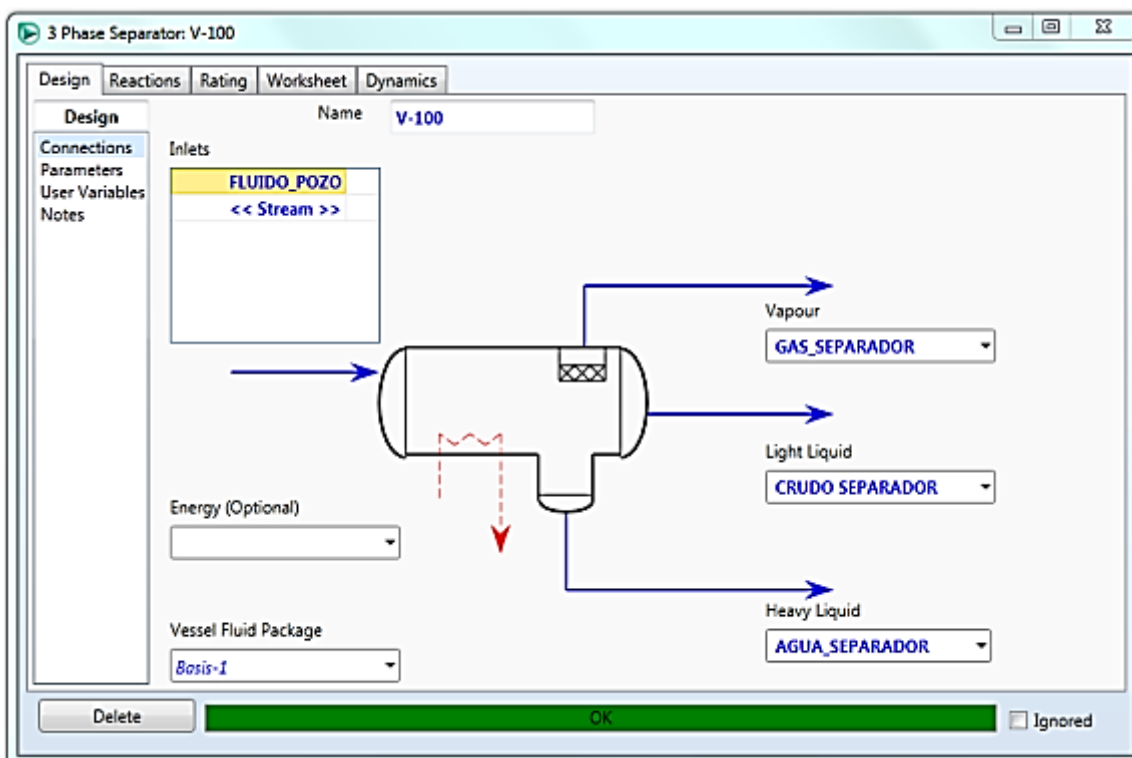 3 Phase Separator: V-100
Design Reactions Rating Worksheet Dynamics
Design
Connections
Parameters
User Variables
Notes
Name V-100
Inlets
FLUIDO_POZO
<< Stream >>
Vapour
GAS_SEPARADOR
Light Liquid
CRUDO SEPARADOR
Energy (Optional)
Heavy Liquid
AGUA_SEPARADOR
Vessel Fluid Package
Basis-1
Delete OK Ignored